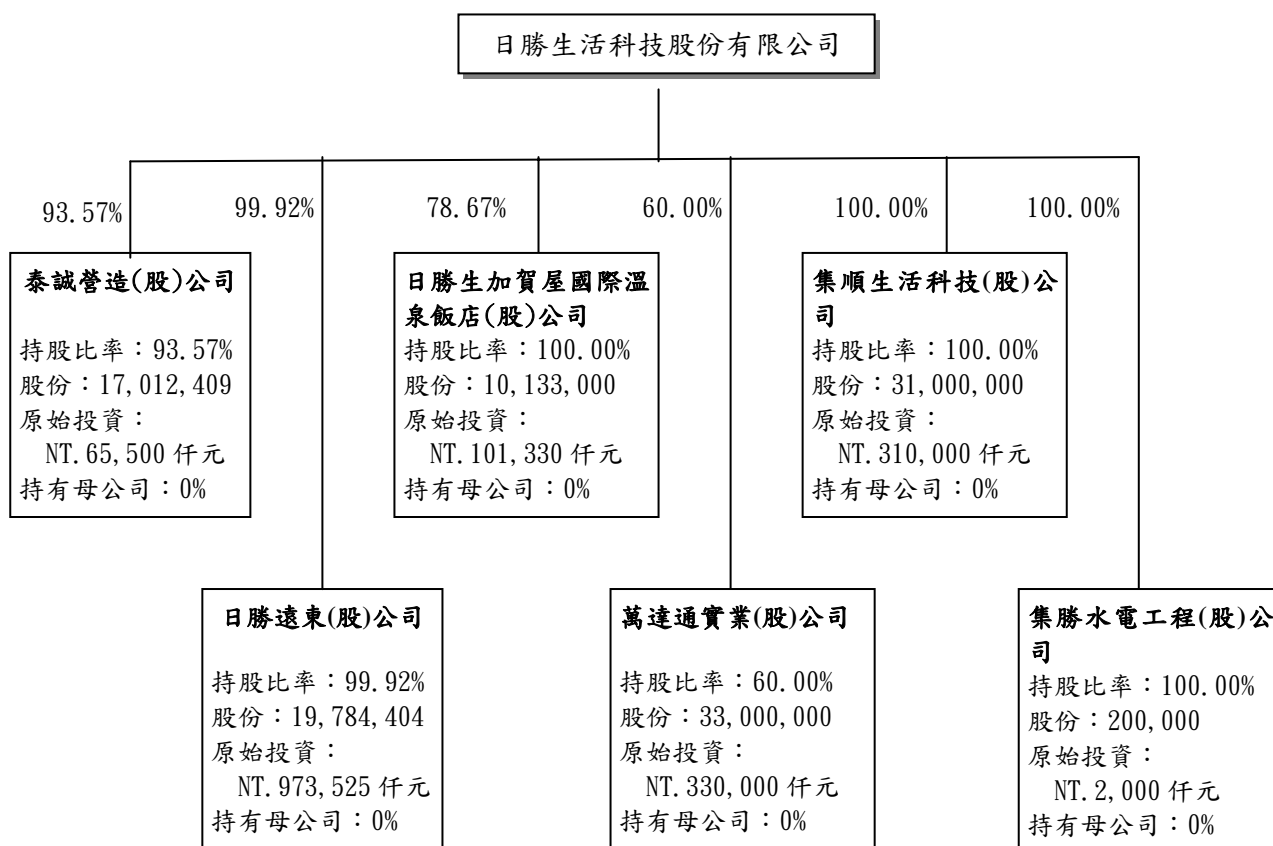 日勝生活科技股份有限公司
93.57%
99.92%
78.67%
60.00%
100.00%
100.00%
泰誠營造(股)公司
持股比率：93.57%
股份：17,012,409
原始投資：
NT.65,500 仟元
持有母公司：0%
日勝生加賀屋國際溫
泉飯店(股)公司
持股比率：100.00%
股份：10,133,000
原始投資：
NT.101,330 仟元
持有母公司：0%
集順生活科技(股)公
司
持股比率：100.00%
股份：31,000,000
原始投資：
NT.310,000 仟元
持有母公司：0%
日勝遠東(股)公司
持股比率：99.92%
股份：19,784,404
原始投資：
NT.973,525 仟元
持有母公司：0%
萬達通實業(股)公司
持股比率：60.00%
股份：33,000,000
原始投資：
NT.330,000 仟元
持有母公司：0%
集勝水電工程(股)公
司
持股比率：100.00%
股份：200,000
原始投資：
NT.2,000 仟元
持有母公司：0%